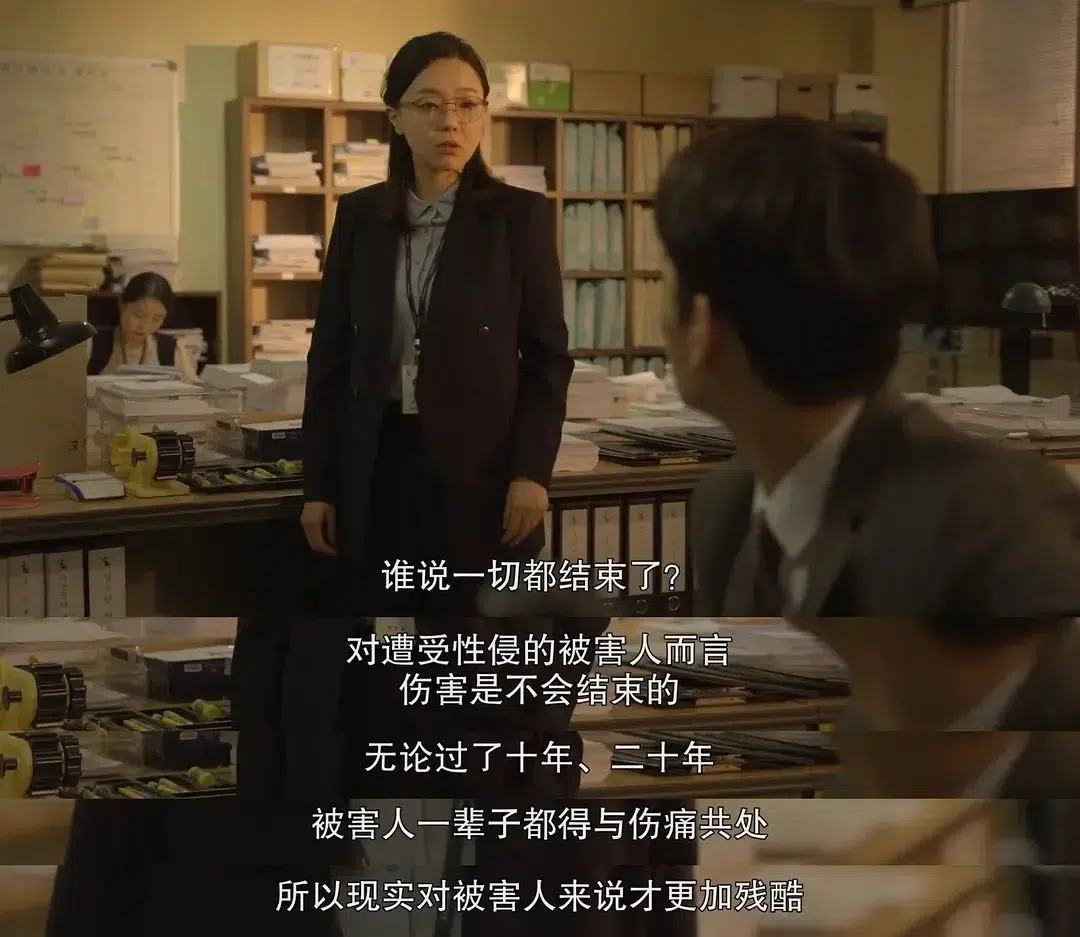 谁说一切都结束了?
对遭受性侵的被害人而言
伤害是不会结束的
无论过了十年、二十年
被害人一辈子都得与伤痛共处
所以现实对被害人来说才更加残酷